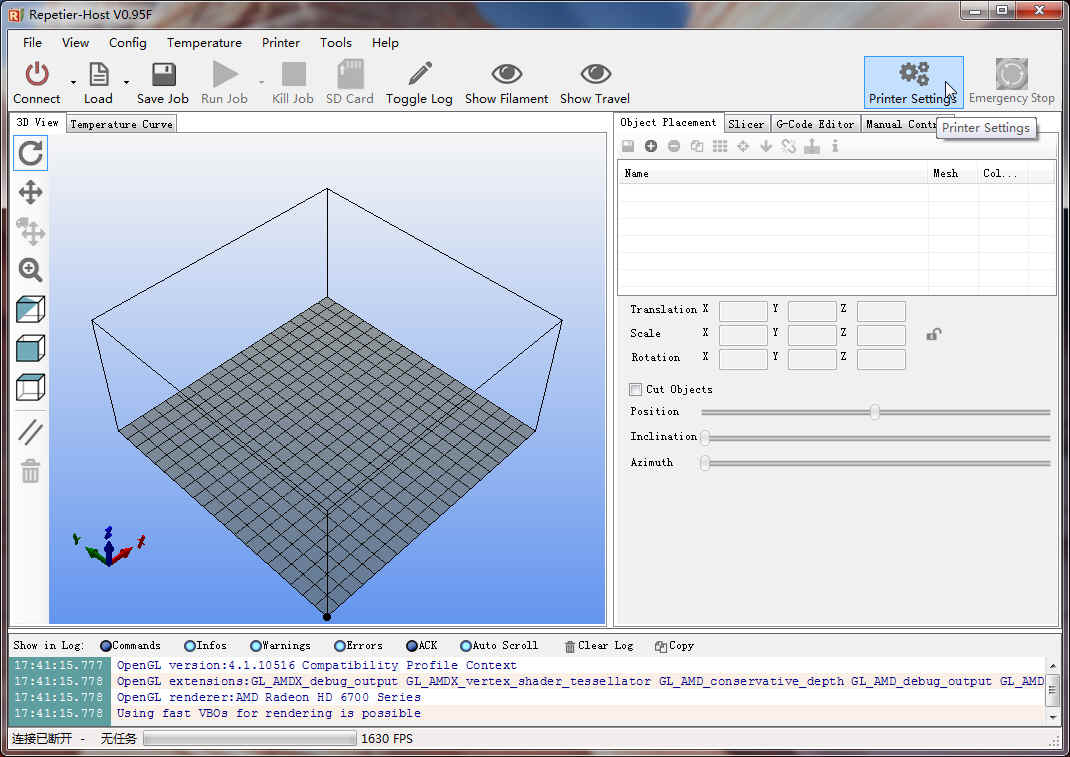 Repetier-Host V0.95F
File View Config Temperature Printer Tools Help
Connect Load Save Job Run Job Kill Job SD Card Toggle Log Show Filament Show Travel Printer Settings Emergency Stop
Printer Settings
3D View Temperature Curve
Object Placement Slicer G-Code Editor Manual Contr
Name Mesh Col...
Translation X Y Z
Scale X Y Z
Rotation X Y Z
Cut Objects
Position
Inclination
Azimuth
Y Z X
Show in Log: Commands Infos Warnings Errors ACK Auto Scroll Clear Log Copy
17:41:15.777 OpenGL version:4.1.10516 Compatibility Profile Context
17:41:15.778 OpenGL extensions:GL_AMDX_debug_output GL_AMDX_vertex_shader_tessellator GL_AMD_conservative_depth GL_AMD_debug_output GL_AMD
17:41:15.778 OpenGL renderer:AMD Radeon HD 6700 Series
17:41:15.778 Using fast VBOs for rendering is possible
连接已断开 - 无任务 1630 FPS